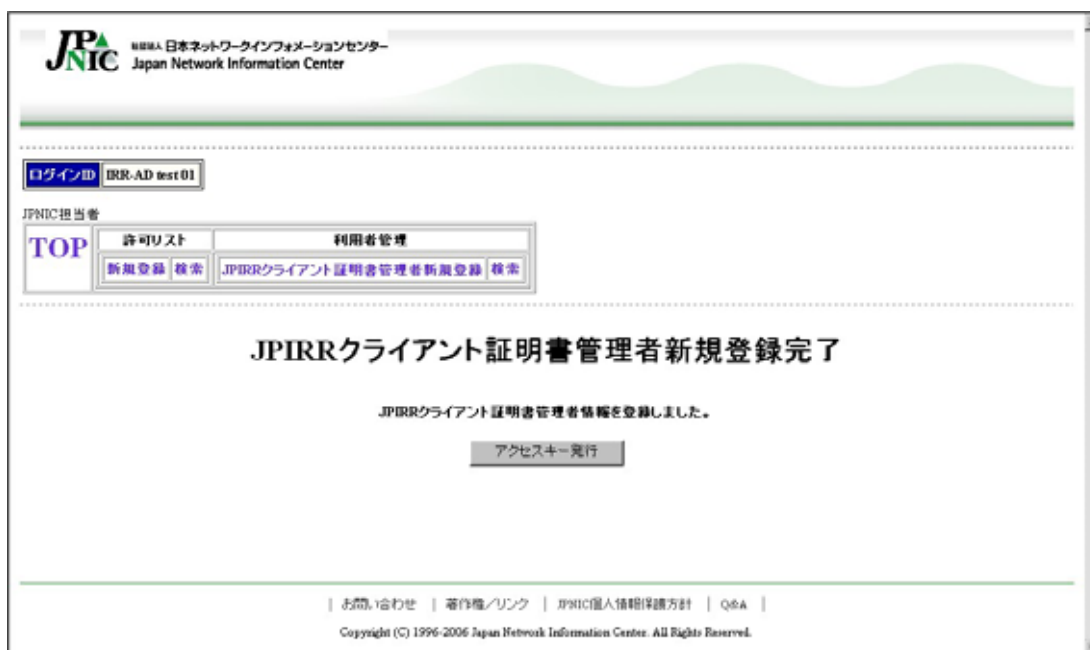 JPNIC
日本ネットワークインフォメーションセンター
Japan Network Information Center
ログインID IRR-AD test01
JPNIC担当者
TOP 許可リスト 利用者管理
新規登録 検索 JPIRRクライアント証明書管理者新規登録 検索
JPIRRクライアント証明書管理者新規登録完了
JPIRRクライアント証明書管理者情報を登録しました。
アクセスキー発行
| お問い合わせ | 著作権/リンク | JPNIC個人情報保護方針 | Q&A |
Copyright (C) 1996-2006 Japan Network Information Center. All Rights Reserved.